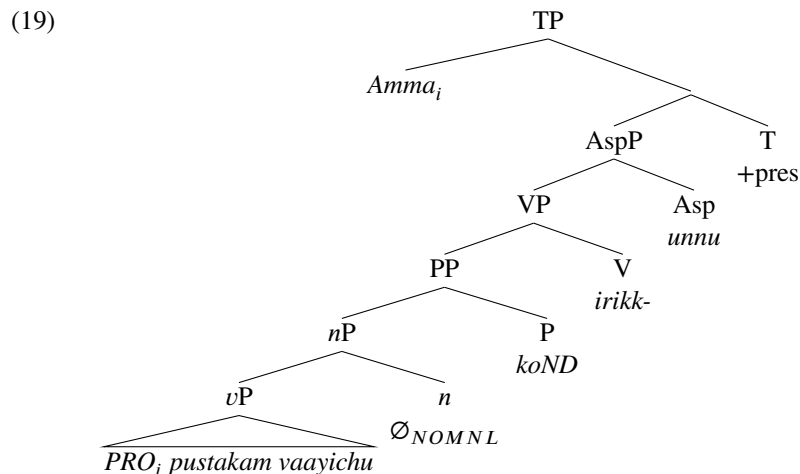 (19) TP
Amma_i
AspP T
+pres
VP Asp
unnu
PP V
irikk-
nP P
koND
vP n
∅_NOMNL
PRO_i pustakam vaayichu